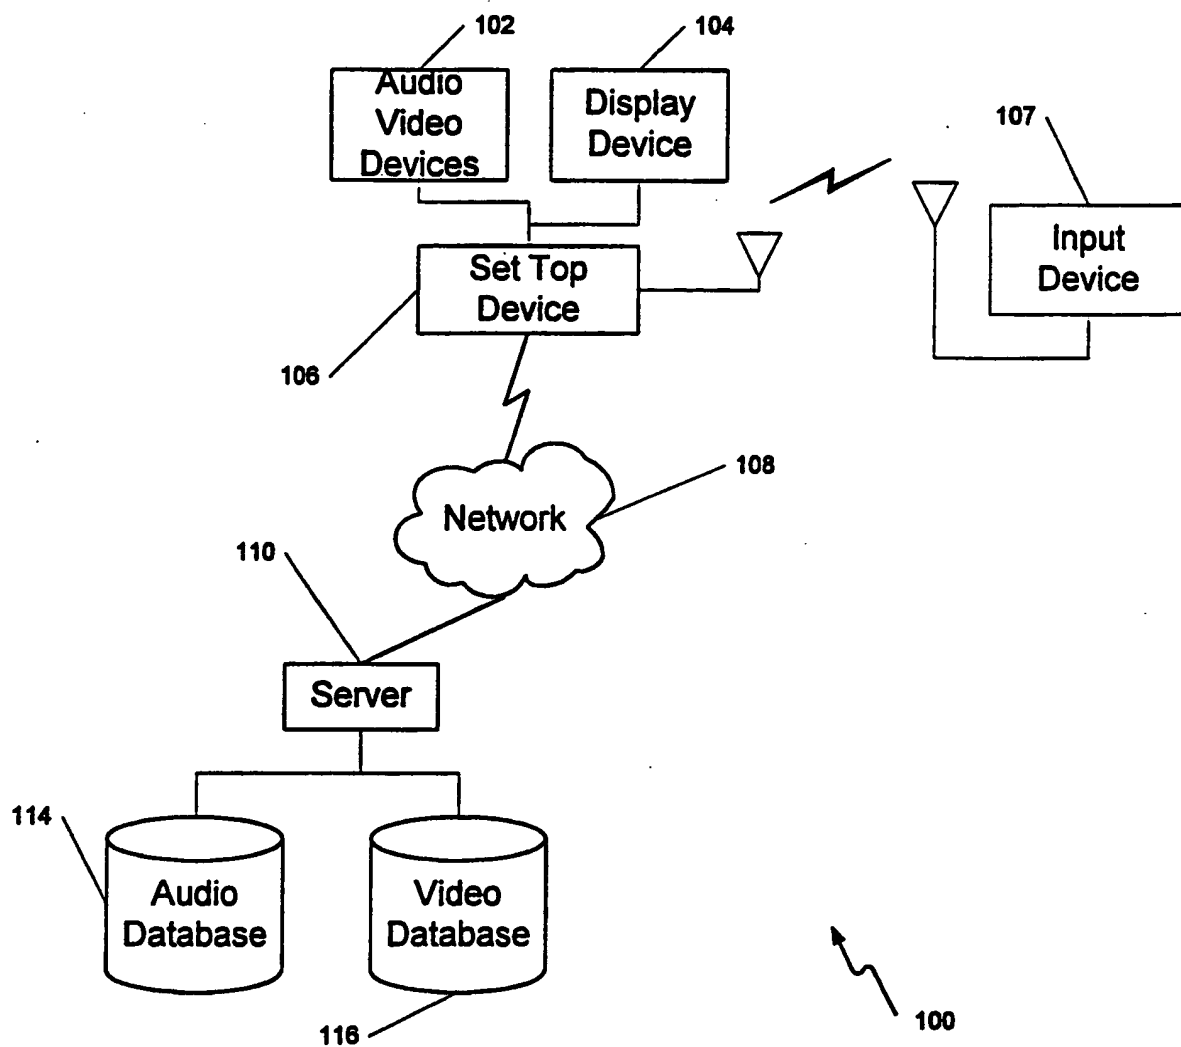 102
104
Audio
Video
Devices
Display
Device
107
Input
Device
Set Top
Device
106
108
Network
110
Server
114
Audio
Database
Video
Database
116
100